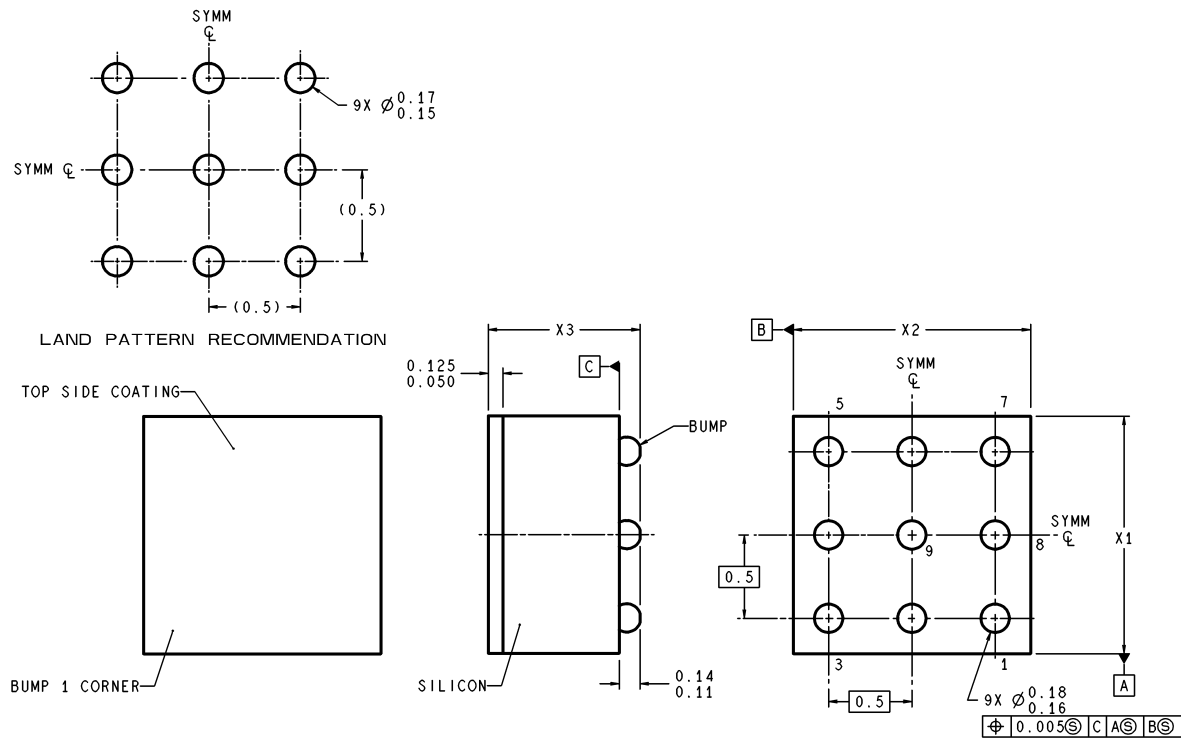 SYMM
℄
9X Ø 0.17
0.15
SYMM ℄
(0.5)
(0.5)
LAND PATTERN RECOMMENDATION
X3
B
X2
0.125
0.050
C
SYMM
℄
TOP SIDE COATING
5
7
BUMP
SYMM
℄
X1
9
8
0.5
3
1
BUMP 1 CORNER
SILICON
0.14
0.11
0.5
9X Ø 0.18
0.16
A
⌖ 0.005Ⓢ C AⓈ BⓈ